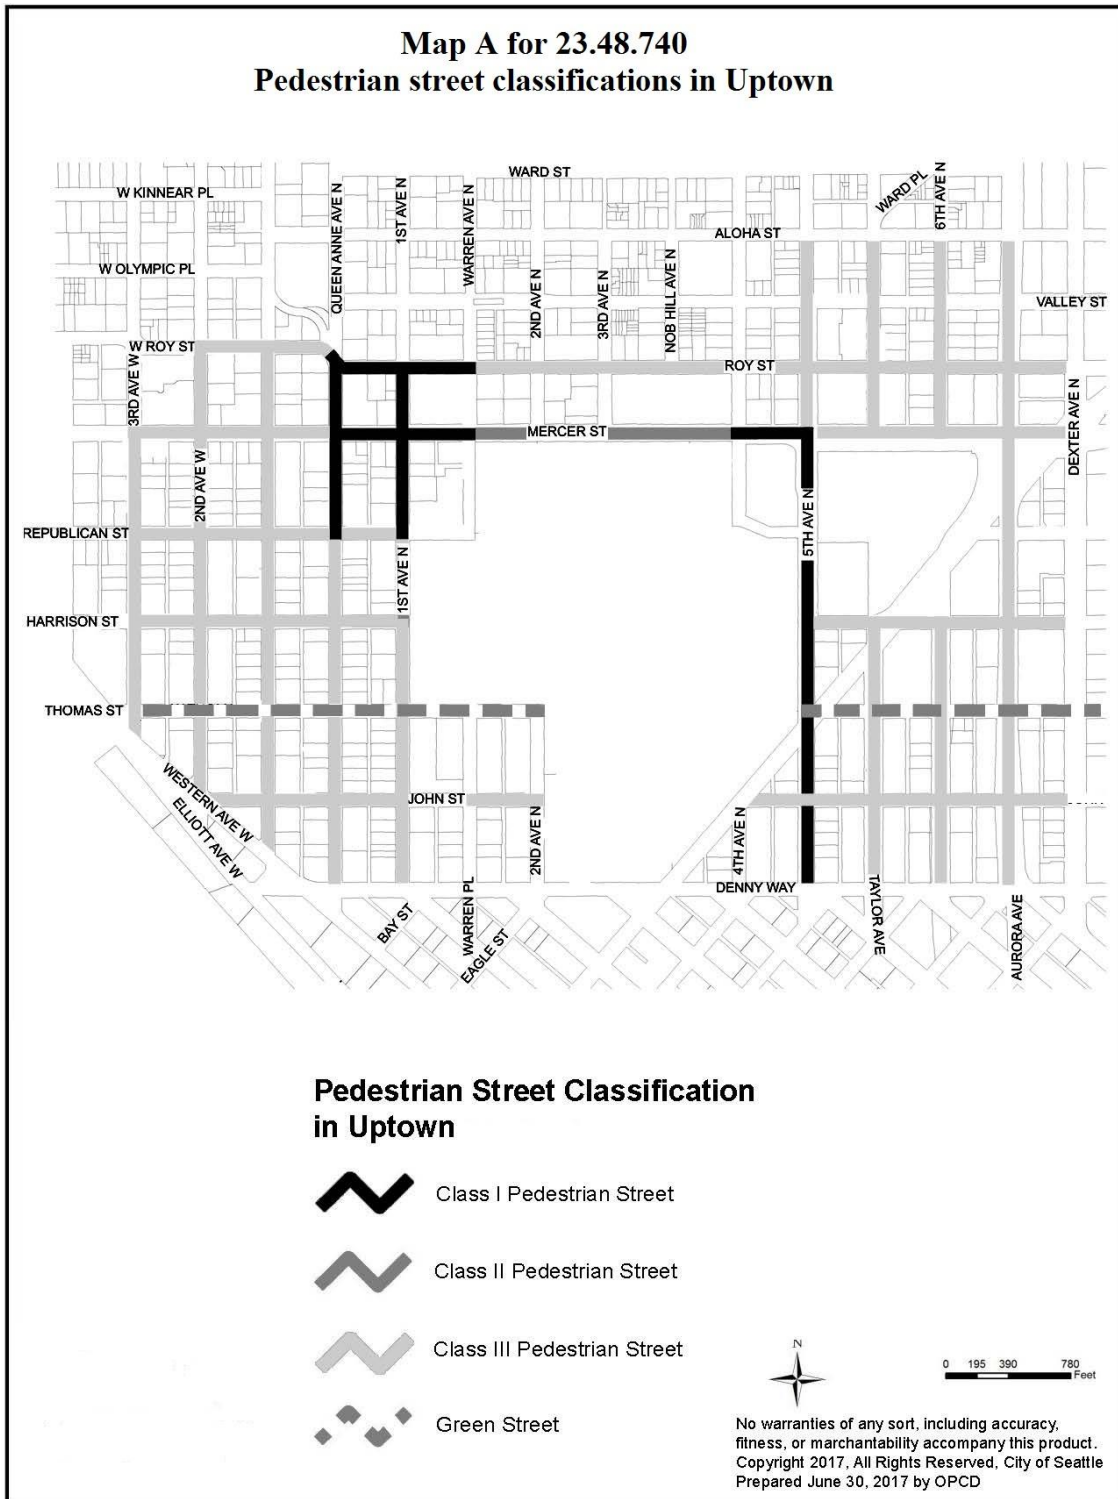 Map A for 23.48.740
Pedestrian street classifications in Uptown
WARD ST
W KINNEAR PL
QUEEN ANNE AVE N
1ST AVE N
WARREN AVE N
WARD PL
6TH AVE N
ALOHA ST
W OLYMPIC PL
2ND AVE N
3RD AVE N
NOB HILL AVE N
VALLEY ST
W ROY ST
3RD AVE W
ROY ST
DEXTER AVE N
MERCER ST
2ND AVE W
5TH AVE N
REPUBLICAN ST
1ST AVE N
HARRISON ST
THOMAS ST
WESTERN AVE W
ELLIOTT AVE W
JOHN ST
2ND AVE N
4TH AVE N
DENNY WAY
WARREN PL
TAYLOR AVE
BAY ST
EAGLE ST
AURORA AVE
Pedestrian Street Classification
in Uptown
Class I Pedestrian Street
Class II Pedestrian Street
Class III Pedestrian Street
Green Street
N
0 195 390 780
Feet
No warranties of any sort, including accuracy,
fitness, or marchantability accompany this product.
Copyright 2017, All Rights Reserved, City of Seattle
Prepared June 30, 2017 by OPCD